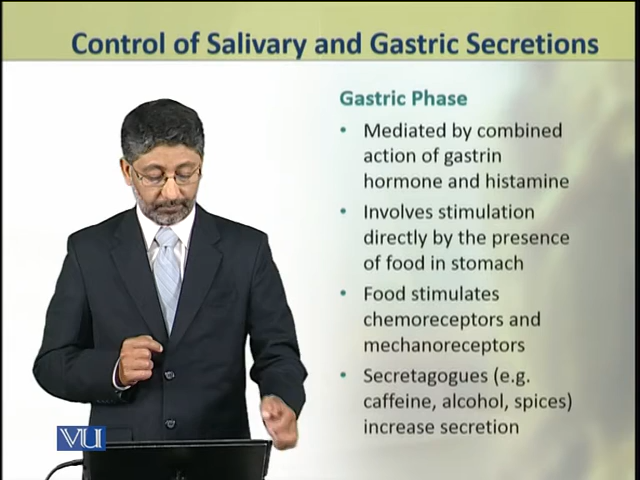 Control of Salivary and Gastric Secretions
Gastric Phase
• Mediated by combined
action of gastrin
hormone and histamine
• Involves stimulation
directly by the presence
of food in stomach
• Food stimulates
chemoreceptors and
mechanoreceptors
• Secretagogues (e.g.
caffeine, alcohol, spices)
increase secretion
VU